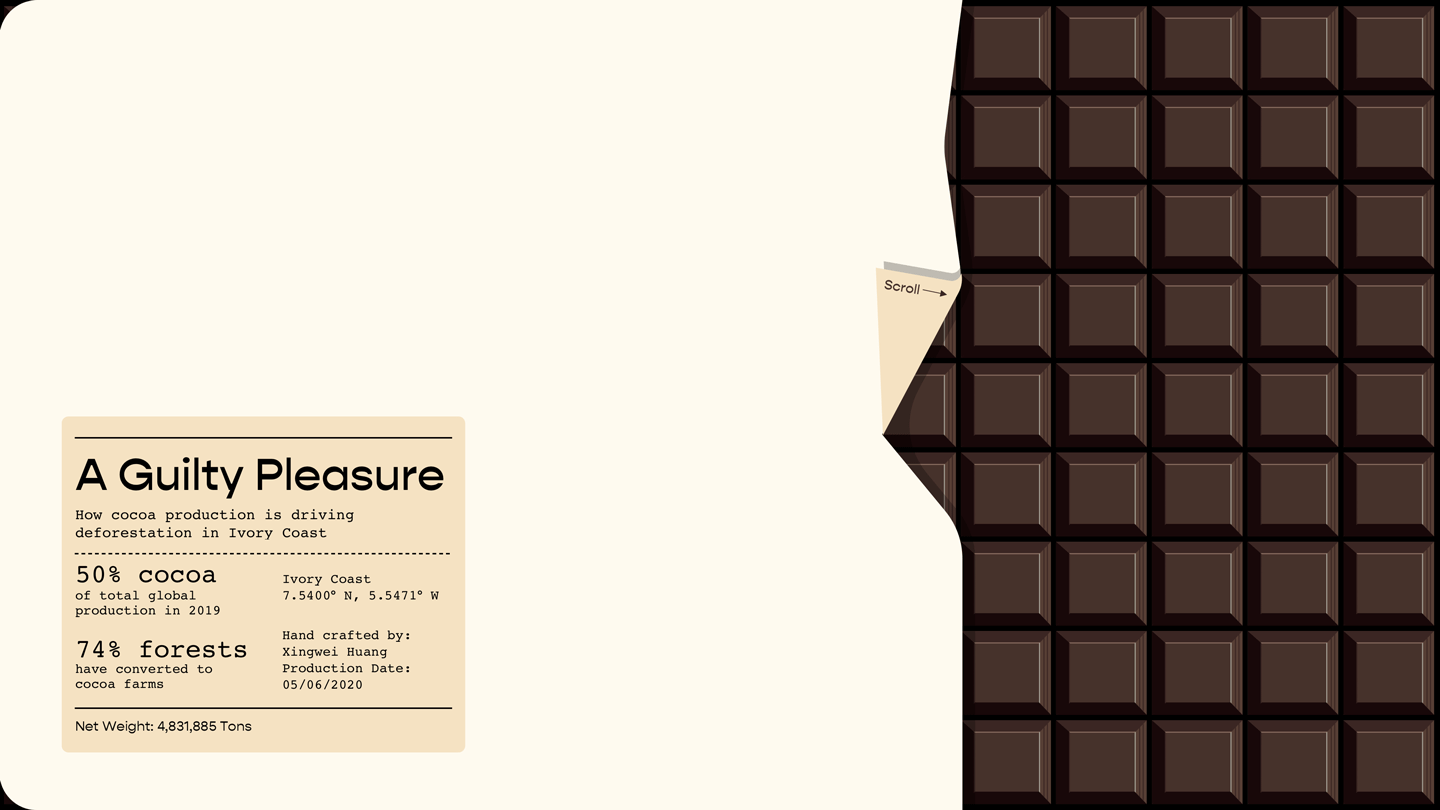 Scroll
A Guilty Pleasure
How cocoa production is driving
deforestation in Ivory Coast
50% cocoa
of total global
production in 2019
74% forests
have converted to
cocoa farms
Ivory Coast
7.5400° N, 5.5471° W
Hand crafted by:
Xingwei Huang
Production Date:
05/06/2020
Net Weight: 4,831,885 Tons